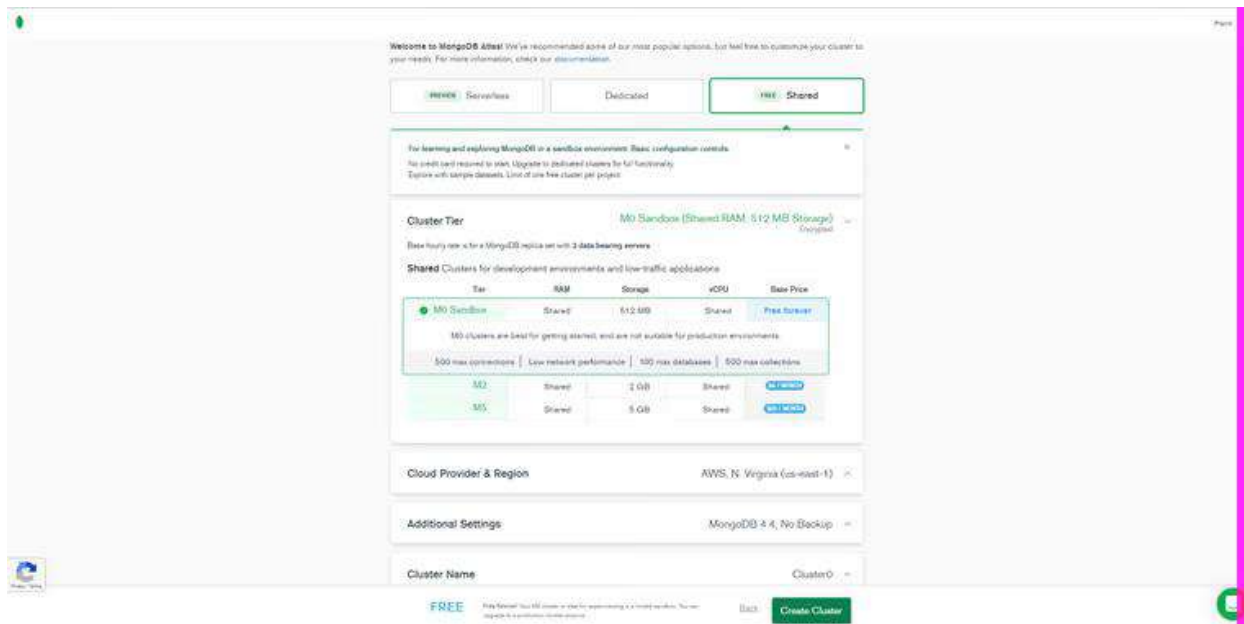 Welcome to MongoDB Atlas! We've recommended some of our most popular options, but feel free to customize your cluster to
your needs. For more information, check our documentation.
PREVIEW Serverless
Dedicated
FREE Shared
For learning and exploring MongoDB in a sandbox environment. Basic configuration controls.
No credit card required to start. Upgrade to dedicated clusters for full functionality.
Explore with sample datasets. Limit of one free cluster per project.
Cluster Tier
M0 Sandbox (Shared RAM, 512 MB Storage)
Encrypted
Base hourly rate is for a MongoDB replica set with 3 data bearing servers.
Shared Clusters for development environments and low-traffic applications
Tier RAM Storage vCPU Base Price
M0 Sandbox Shared 512 MB Shared Free forever
M0 clusters are best for getting started, and are not suitable for production environments.
500 max connections | Low network performance | 100 max databases | 500 max collections
M2 Shared 2 GB Shared
M5 Shared 5 GB Shared
Cloud Provider & Region AWS, N. Virginia (us-east-1)
Additional Settings MongoDB 4.4, No Backup
Cluster Name Cluster0
FREE
Back
Create Cluster